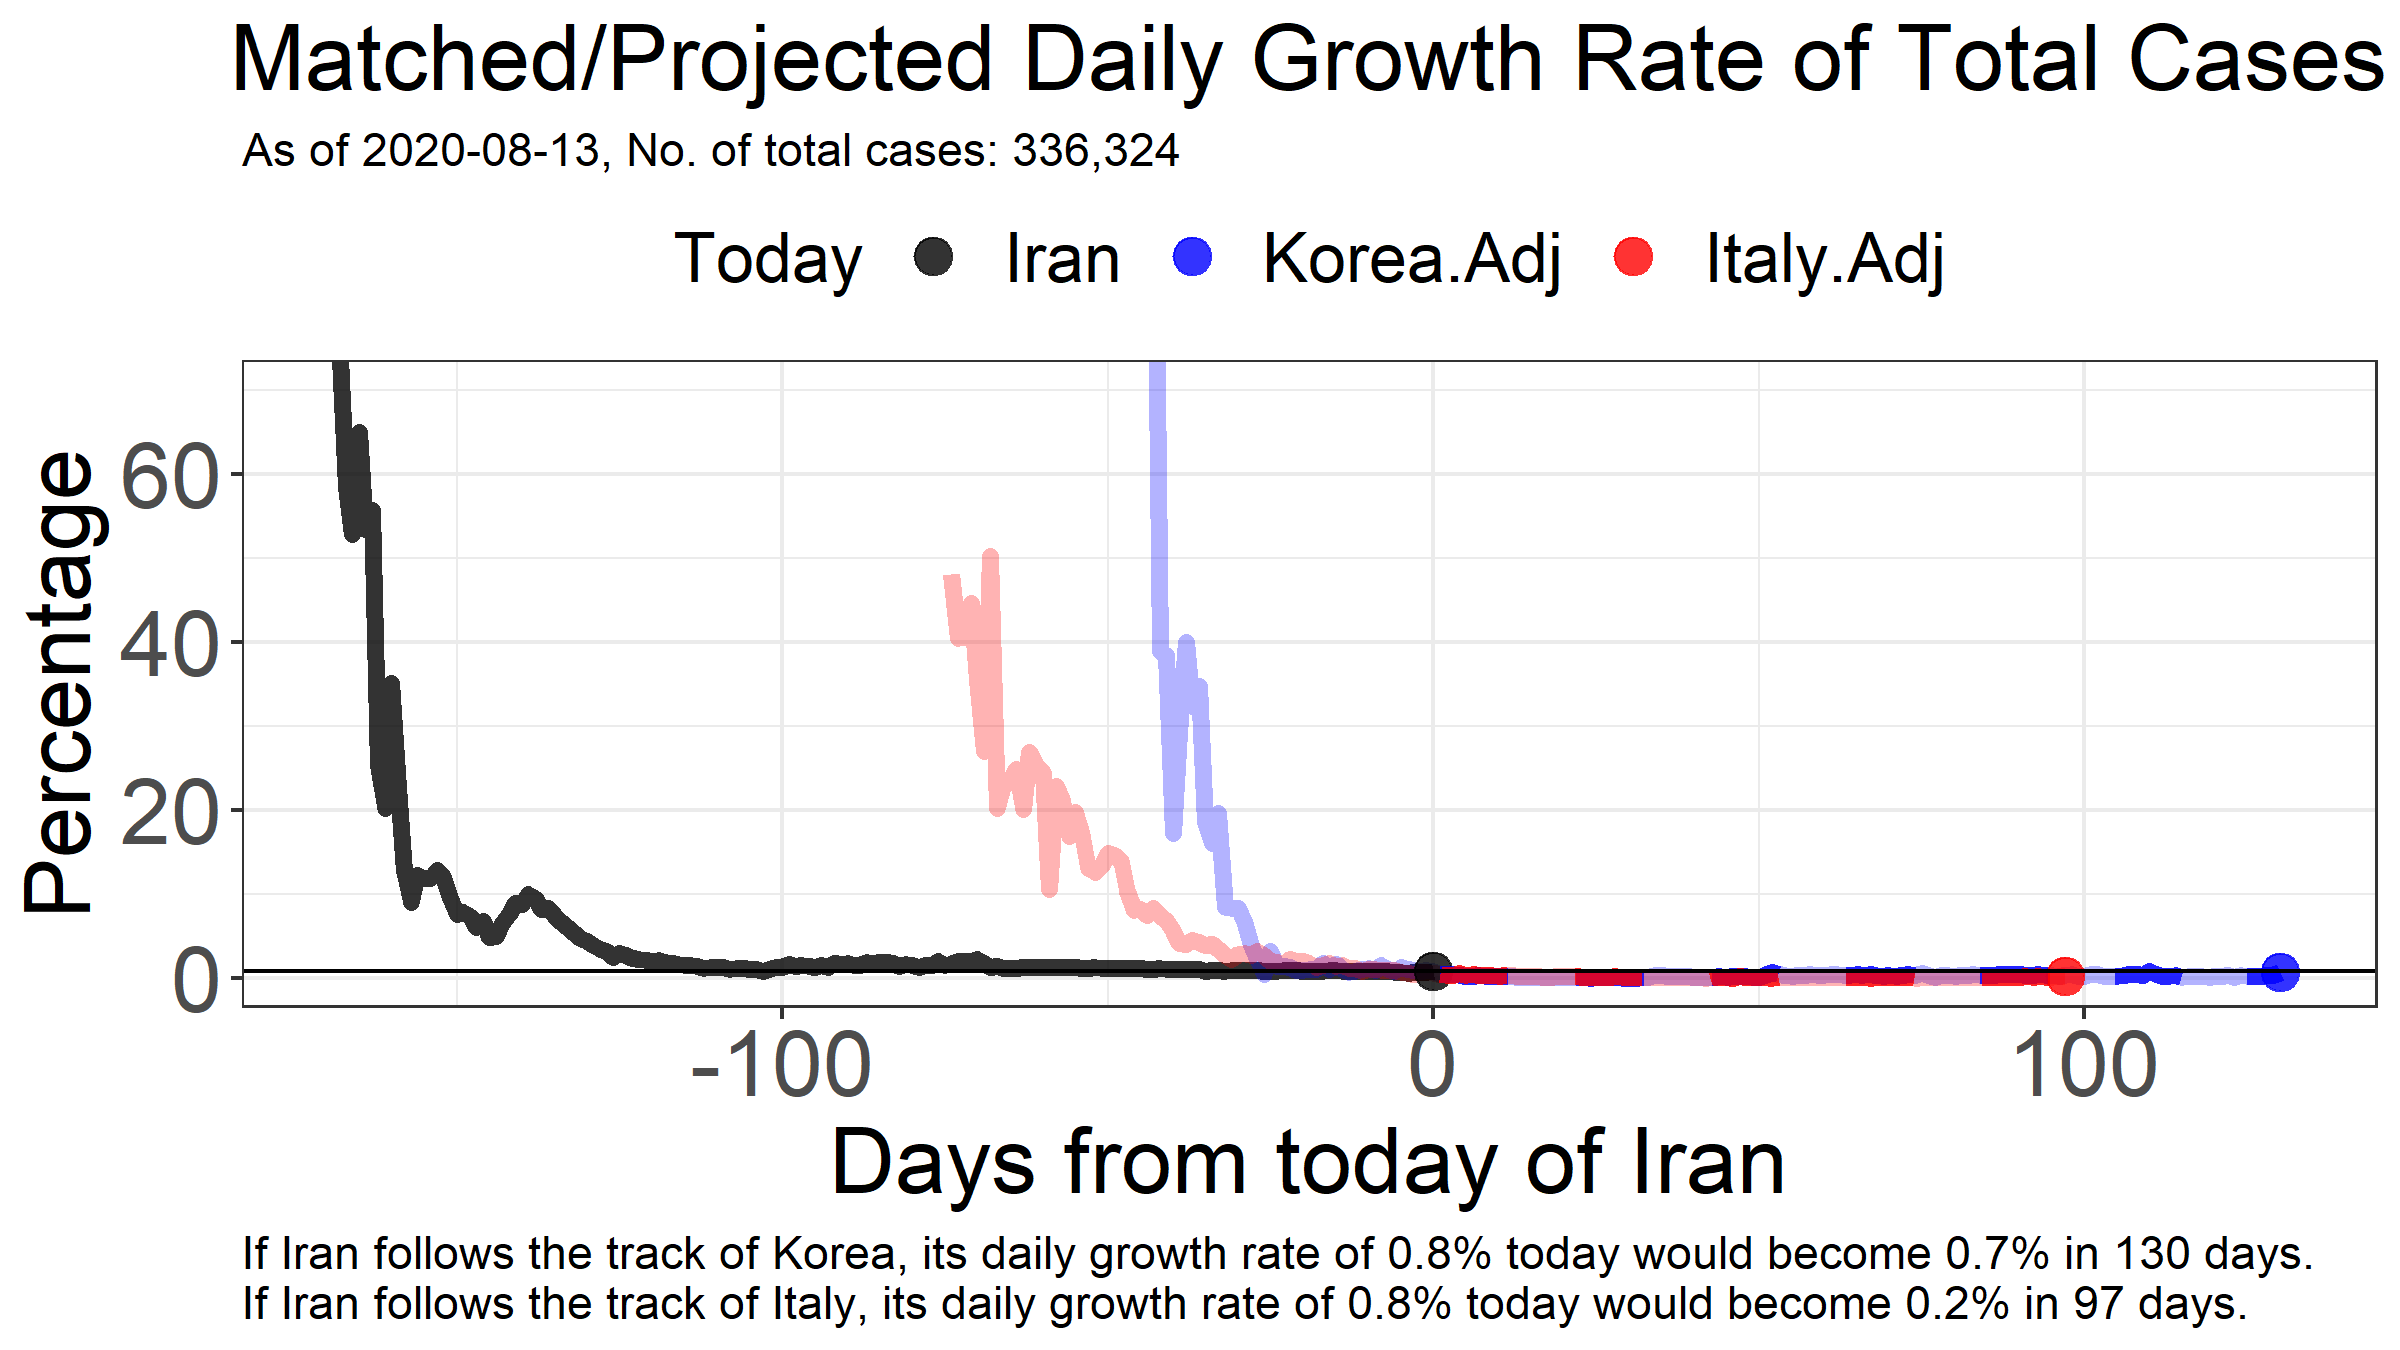 Matched/Projected Daily Growth Rate of Total Cases
As of 2020-08-13, No. of total cases: 336,324
Today Iran Korea.Adj Italy.Adj
Percentage
60
40
20
0
-100 0 100
Days from today of Iran
If Iran follows the track of Korea, its daily growth rate of 0.8% today would become 0.7% in 130 days.
If Iran follows the track of Italy, its daily growth rate of 0.8% today would become 0.2% in 97 days.